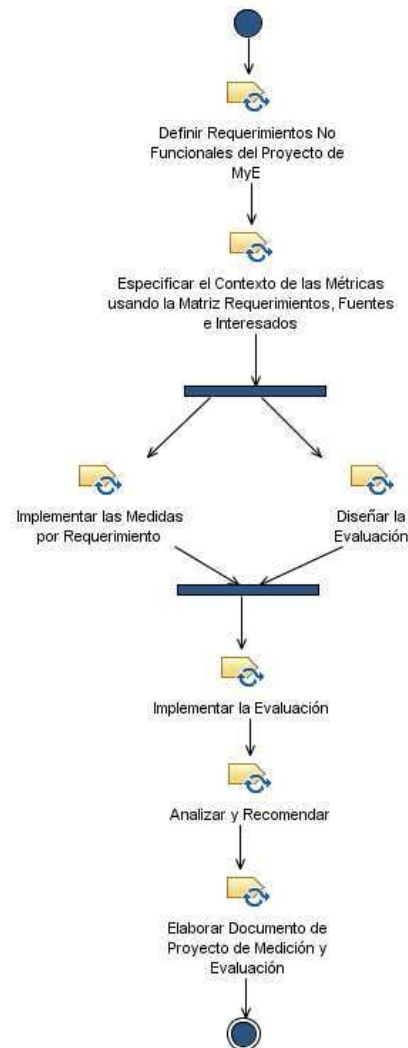 Definir Requerimientos No
Funcionales del Proyecto de
MyE
Especificar el Contexto de las Métricas
usando la Matriz Requerimientos, Fuentes
e Interesados
Implementar las Medidas
por Requerimiento
Diseñar la
Evaluación
Implementar la Evaluación
Analizar y Recomendar
Elaborar Documento de
Proyecto de Medición y
Evaluación